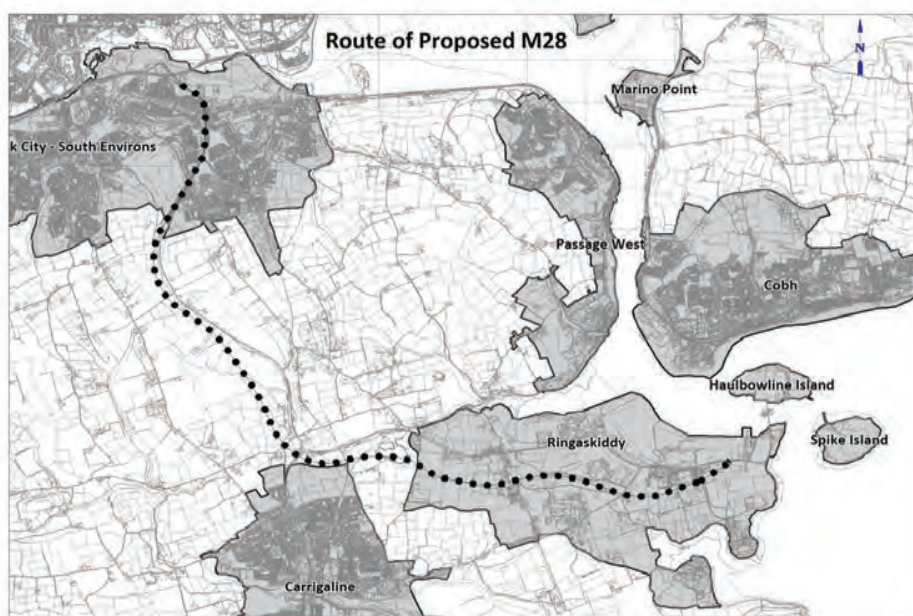 Route of Proposed M28
N
Marino Point
k City - South Environs
Passage West
Cobh
Haulbowline Island
Ringaskiddy
Spike Island
Carrigaline